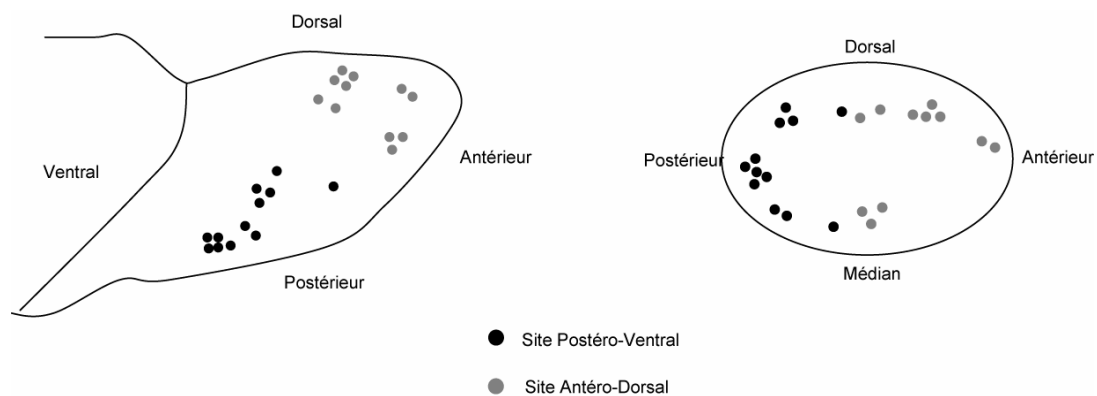 Dorsal
Ventral
Antérieur
Postérieur
Dorsal
Postérieur
Antérieur
Médian
Site Postéro-Ventral
Site Antéro-Dorsal